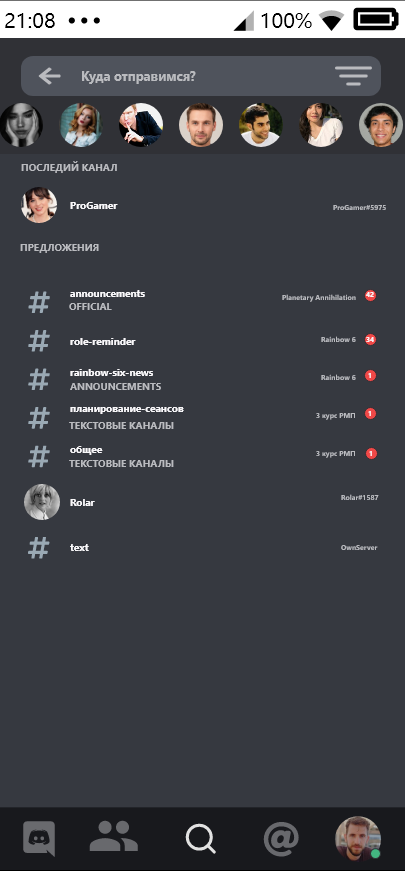 21:08 100%
Куда отправимся?
ПОСЛЕДИЙ КАНАЛ
ProGamer ProGamer#5975
ПРЕДЛОЖЕНИЯ
announcements Planetary Annihilation 42
OFFICIAL
role-reminder Rainbow 6 34
rainbow-six-news Rainbow 6 1
ANNOUNCEMENTS
планирование-сеансов 3 курс РМП 1
ТЕКСТОВЫЕ КАНАЛЫ
общее 3 курс РМП 1
ТЕКСТОВЫЕ КАНАЛЫ
Rolar Rolar#1587
text OwnServer